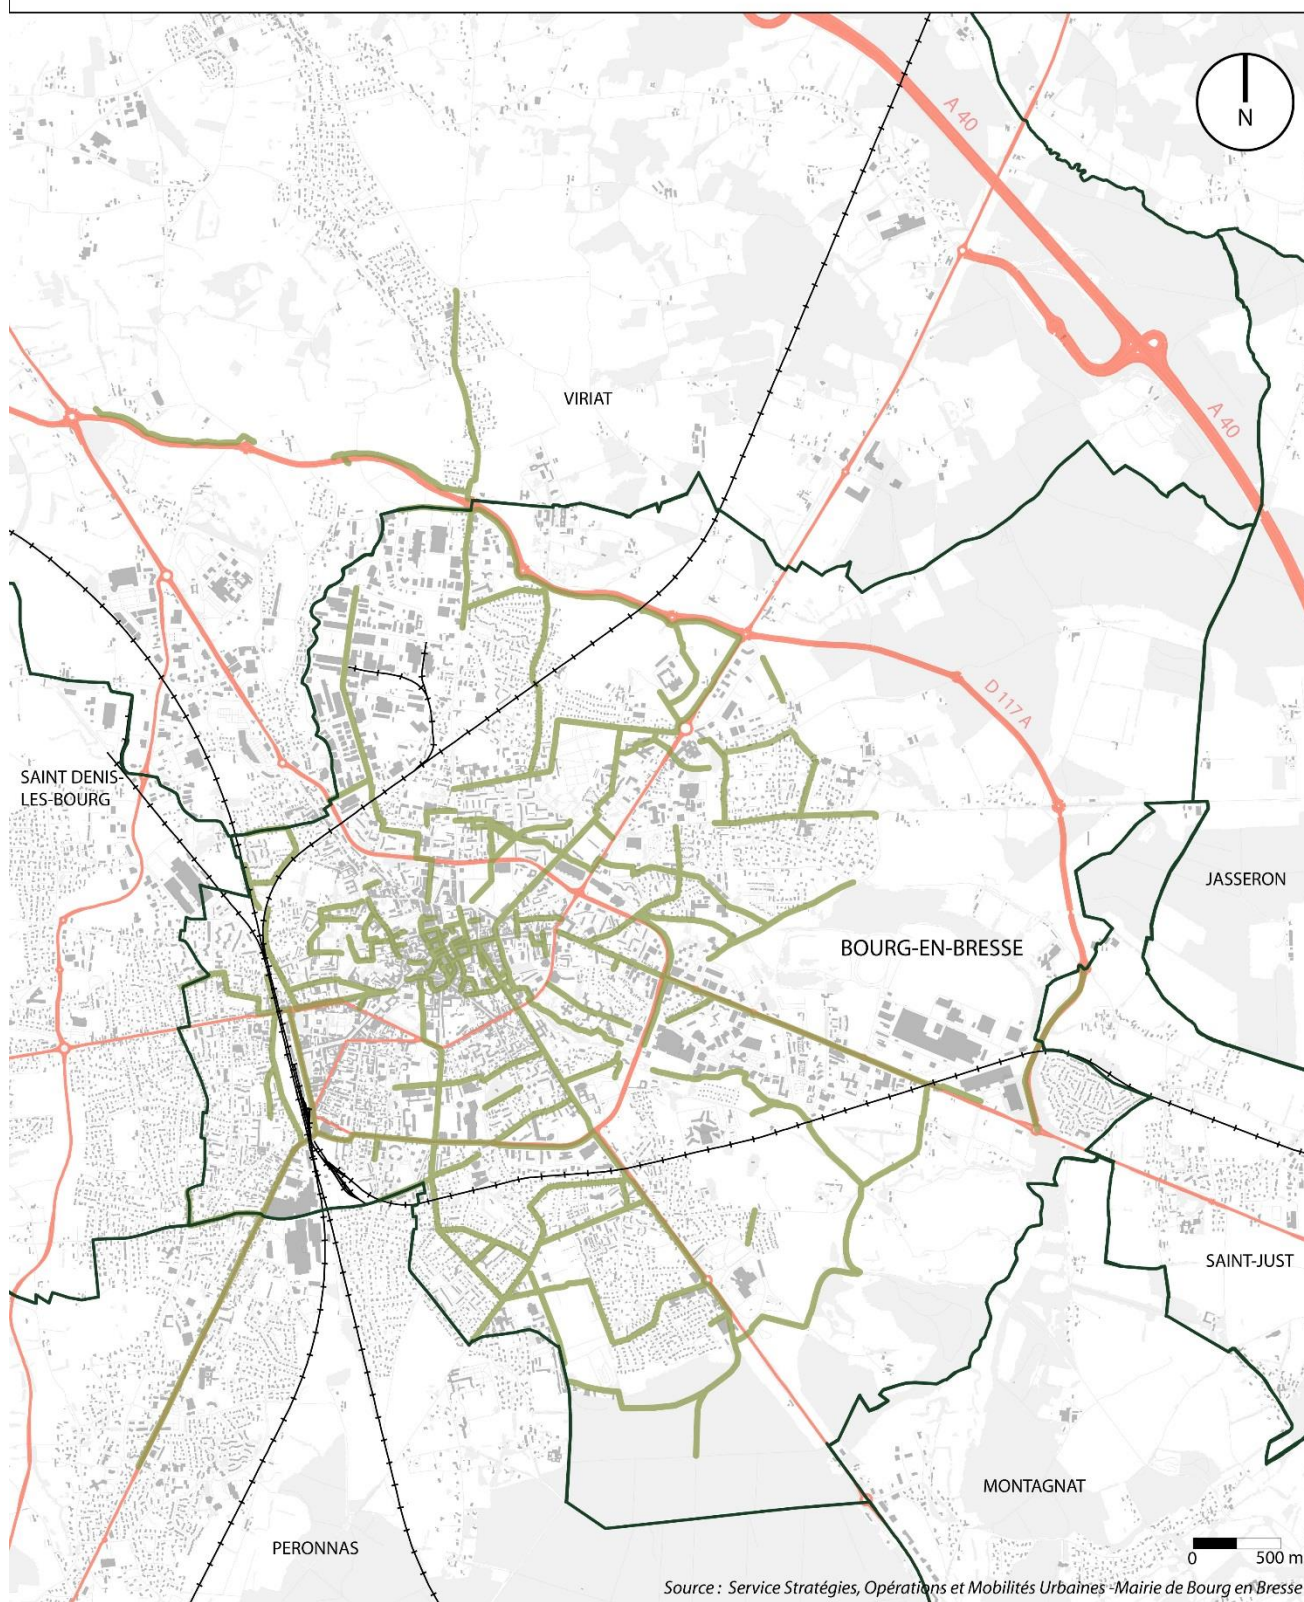 A 40
N
A 40
VIRIAT
D 117 A
SAINT DENIS-
LES-BOURG
JASSERON
BOURG-EN-BRESSE
SAINT-JUST
MONTAGNAT
PERONNAS
0 500 m
Source : Service Stratégies, Opérations et Mobilités Urbaines -Mairie de Bourg en Bresse